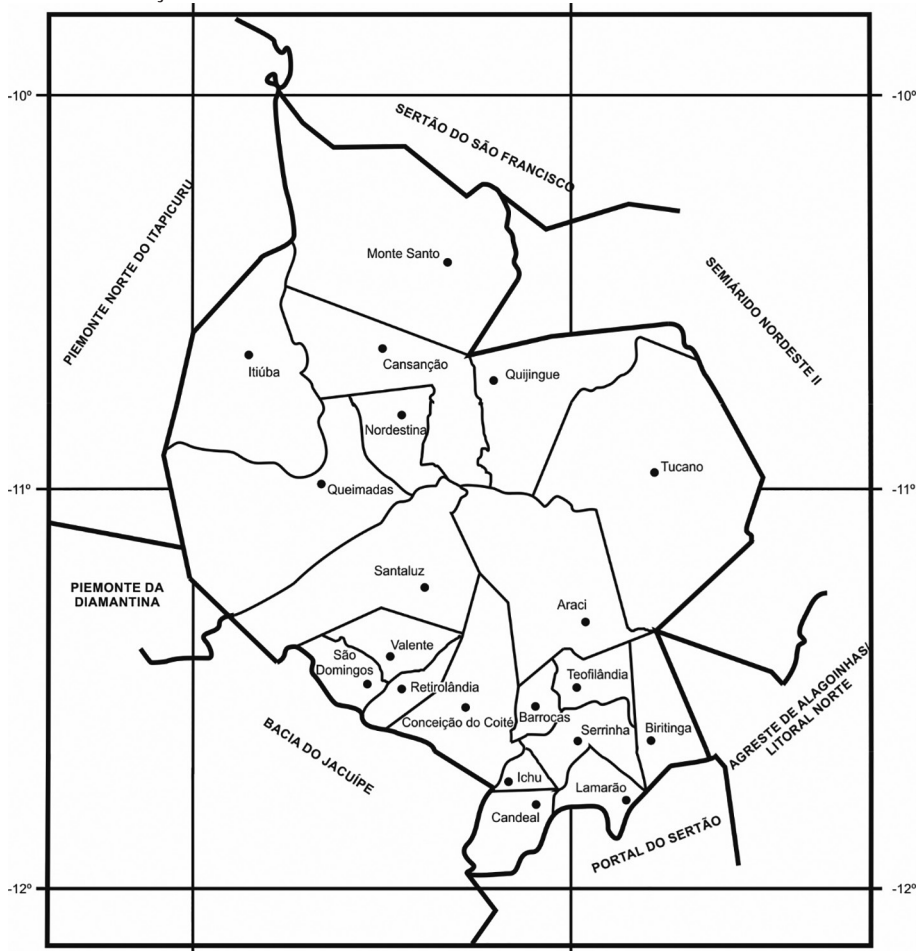 -10º
-10º
SERTÃO DO SÃO FRANCISCO
PIEMONTE NORTE DO ITAPICURU
Monte Santo
SEMIÁRIDO NORDESTE II
Cansanção
Itiúba
Quijingue
Nordestina
Tucano
-11º
Queimadas
-11º
Santaluz
PIEMONTE DA
DIAMANTINA
Araci
Valente
São
Domingos
Teofilândia
Retirolândia
Conceição do Coité
Barrocas
Serrinha
Biritinga
AGRESTE DE ALAGOINHAS/
LITORAL NORTE
BACIA DO JACUÍPE
Ichu
Lamarão
Candeal
PORTAL DO SERTÃO
-12º
-12º